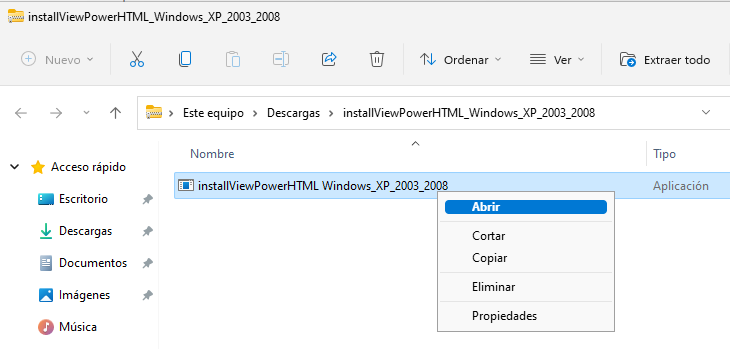 installViewPowerHTML_Windows_XP_2003_2008
Nuevo
Ordenar
Ver
Extraer todo
Este equipo
Descargas
installViewPowerHTML_Windows_XP_2003_2008
Nombre
Tipo
Acceso rápido
installViewPowerHTML Windows_XP_2003_2008
Aplicación
Escritorio
Descargas
Documentos
Imágenes
Música
Abrir
Cortar
Copiar
Eliminar
Propiedades